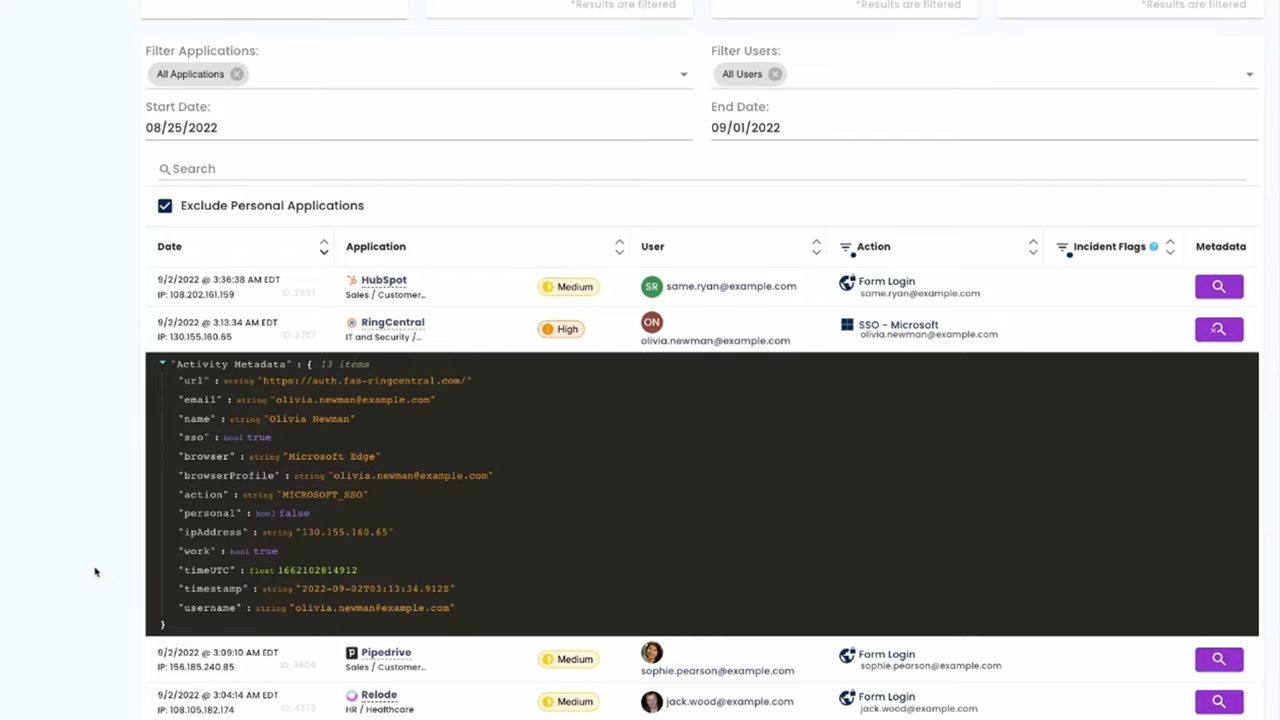 *Results are filtered *Results are filtered *Results are filtered
Filter Applications: Filter Users:
All Applications All Users
Start Date: End Date:
08/25/2022 09/01/2022
Search
Exclude Personal Applications
Date Application User Action Incident Flags ? Metadata
9/2/2022 @ 3:36:38 AM EDT HubSpot Medium SR same.ryan@example.com Form Login
IP: 108.202.161.159 ID: 3837 Sales / Customer... same.ryan@example.com
9/2/2022 @ 3:13:34 AM EDT RingCentral High ON SSO - Microsoft
IP: 130.155.160.65 ID: 3757 IT and Security /... olivia.newman@example.com olivia.newman@example.com
"Activity Metadata" : { 13 items
"url" : string "https://auth.fas-ringcentral.com/"
"email" : string "olivia.newman@example.com"
"name" : string "Olivia Newman"
"sso" : bool true
"browser" : string "Microsoft Edge"
"browserProfile" : string "olivia.newman@example.com"
"action" : string "MICROSOFT_SSO"
"personal" : bool false
"ipAddress" : string "130.155.160.65"
"work" : bool true
"timeUTC" : float 1662102814912
"timestamp" : string "2022-09-02T03:13:34.912Z"
"username" : string "olivia.newman@example.com"
}
9/2/2022 @ 3:09:10 AM EDT Pipedrive Medium Form Login
IP: 156.185.240.85 ID: 3804 Sales / Customer... sophie.pearson@example.com sophie.pearson@example.com
9/2/2022 @ 3:04:14 AM EDT Relode Medium jack.wood@example.com Form Login
IP: 108.105.182.174 ID: 4373 HR / Healthcare jack.wood@example.com